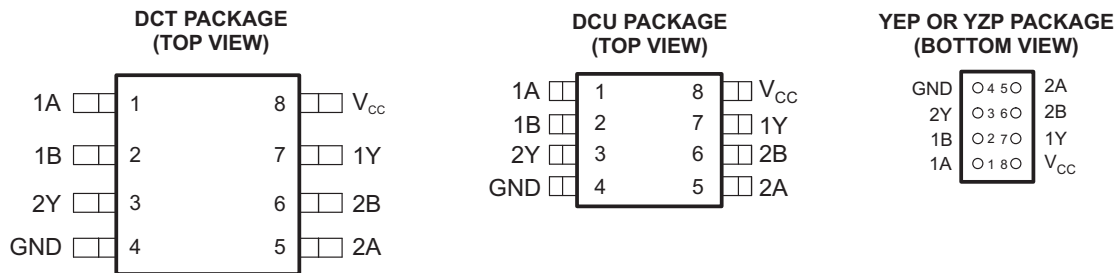 DCT PACKAGE
(TOP VIEW)
1A 1 8 VCC
1B 2 7 1Y
2Y 3 6 2B
GND 4 5 2A
DCU PACKAGE
(TOP VIEW)
1A 1 8 VCC
1B 2 7 1Y
2Y 3 6 2B
GND 4 5 2A
YEP OR YZP PACKAGE
(BOTTOM VIEW)
GND 4 5 2A
2Y 3 6 2B
1B 2 7 1Y
1A 1 8 VCC